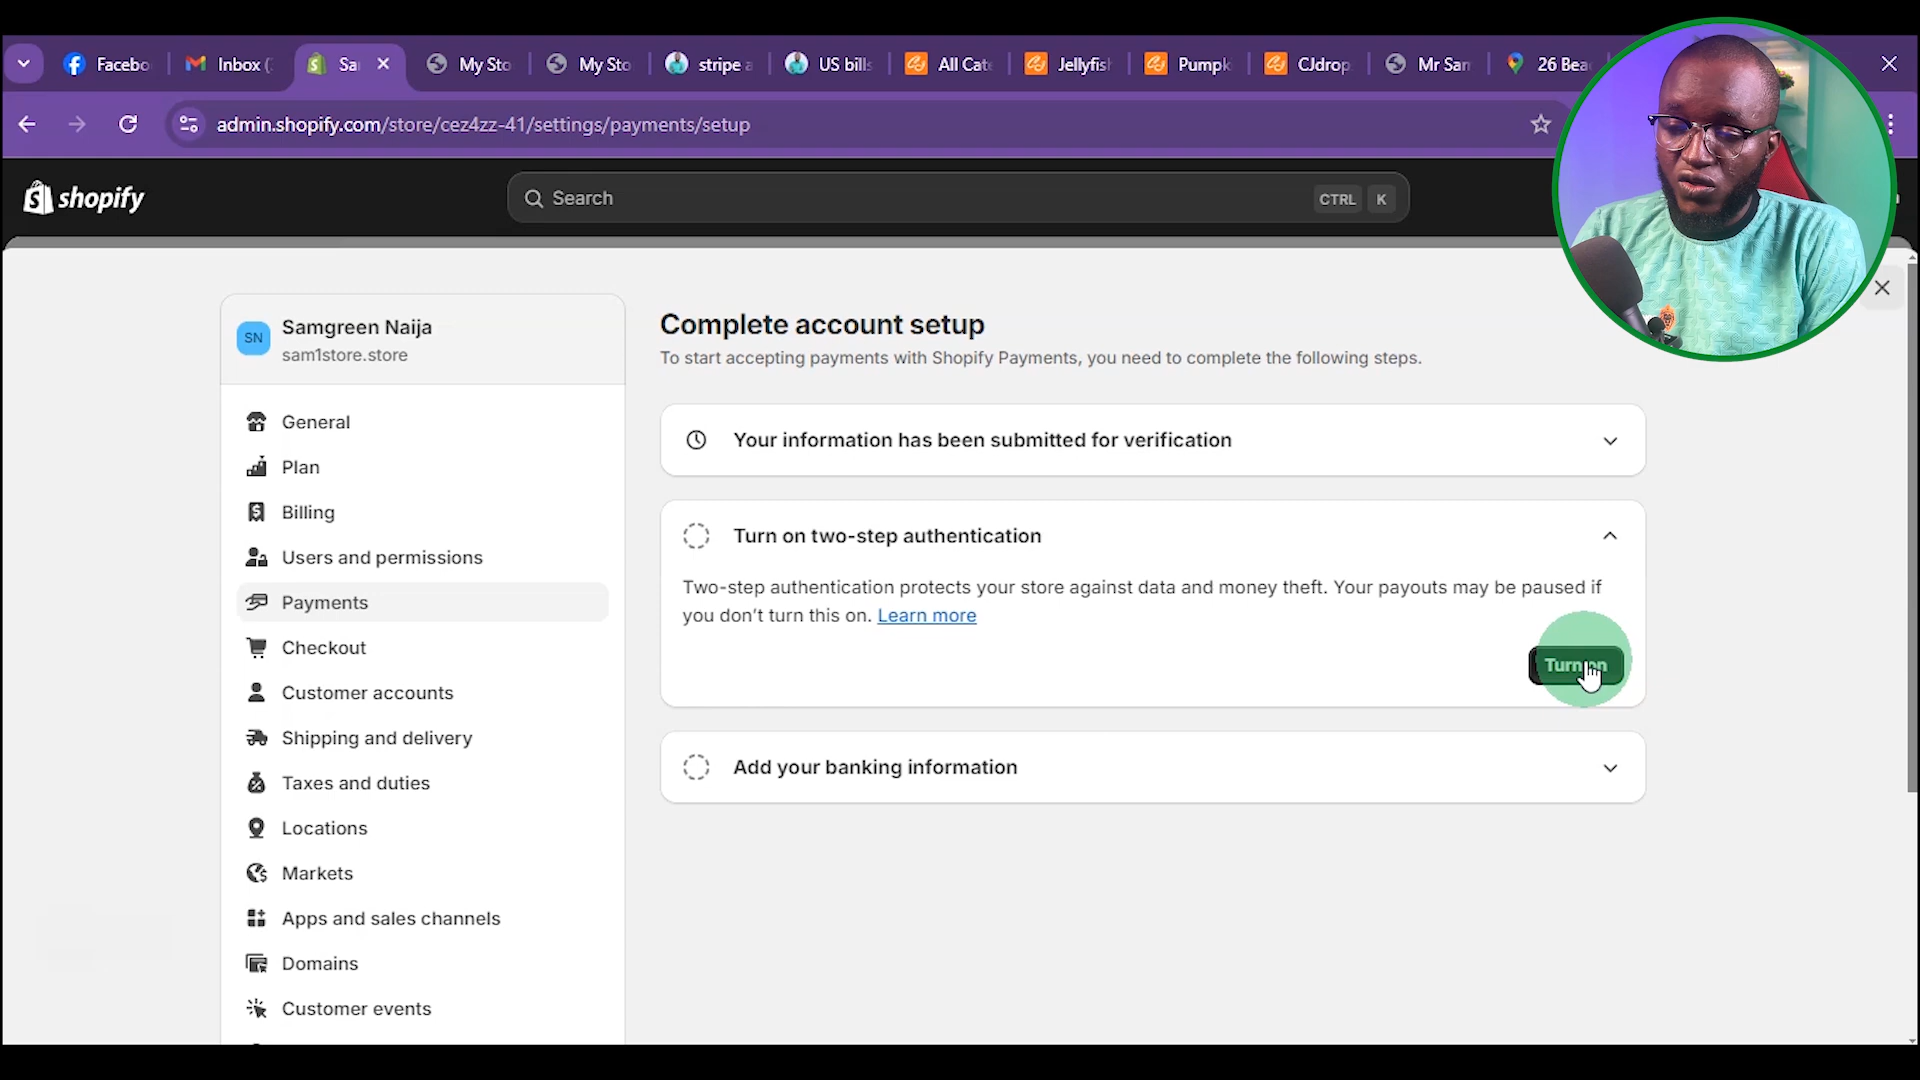 Facebo
Inbox (
Sa
My Sto
My Sto
stripe a
US bills
All Cat
Jellyfish
Pumpk
CJdrop
Mr Sam
26 Bea
admin.shopify.com/store/cez4zz-41/settings/payments/setup
shopify
Search
CTRL K
SN
Samgreen Naija
sam1store.store
General
Plan
Billing
Users and permissions
Payments
Checkout
Customer accounts
Shipping and delivery
Taxes and duties
Locations
Markets
Apps and sales channels
Domains
Customer events
Complete account setup
To start accepting payments with Shopify Payments, you need to complete the following steps.
Your information has been submitted for verification
Turn on two-step authentication
Two-step authentication protects your store against data and money theft. Your payouts may be paused if
you don’t turn this on. Learn more
Turn on
Add your banking information